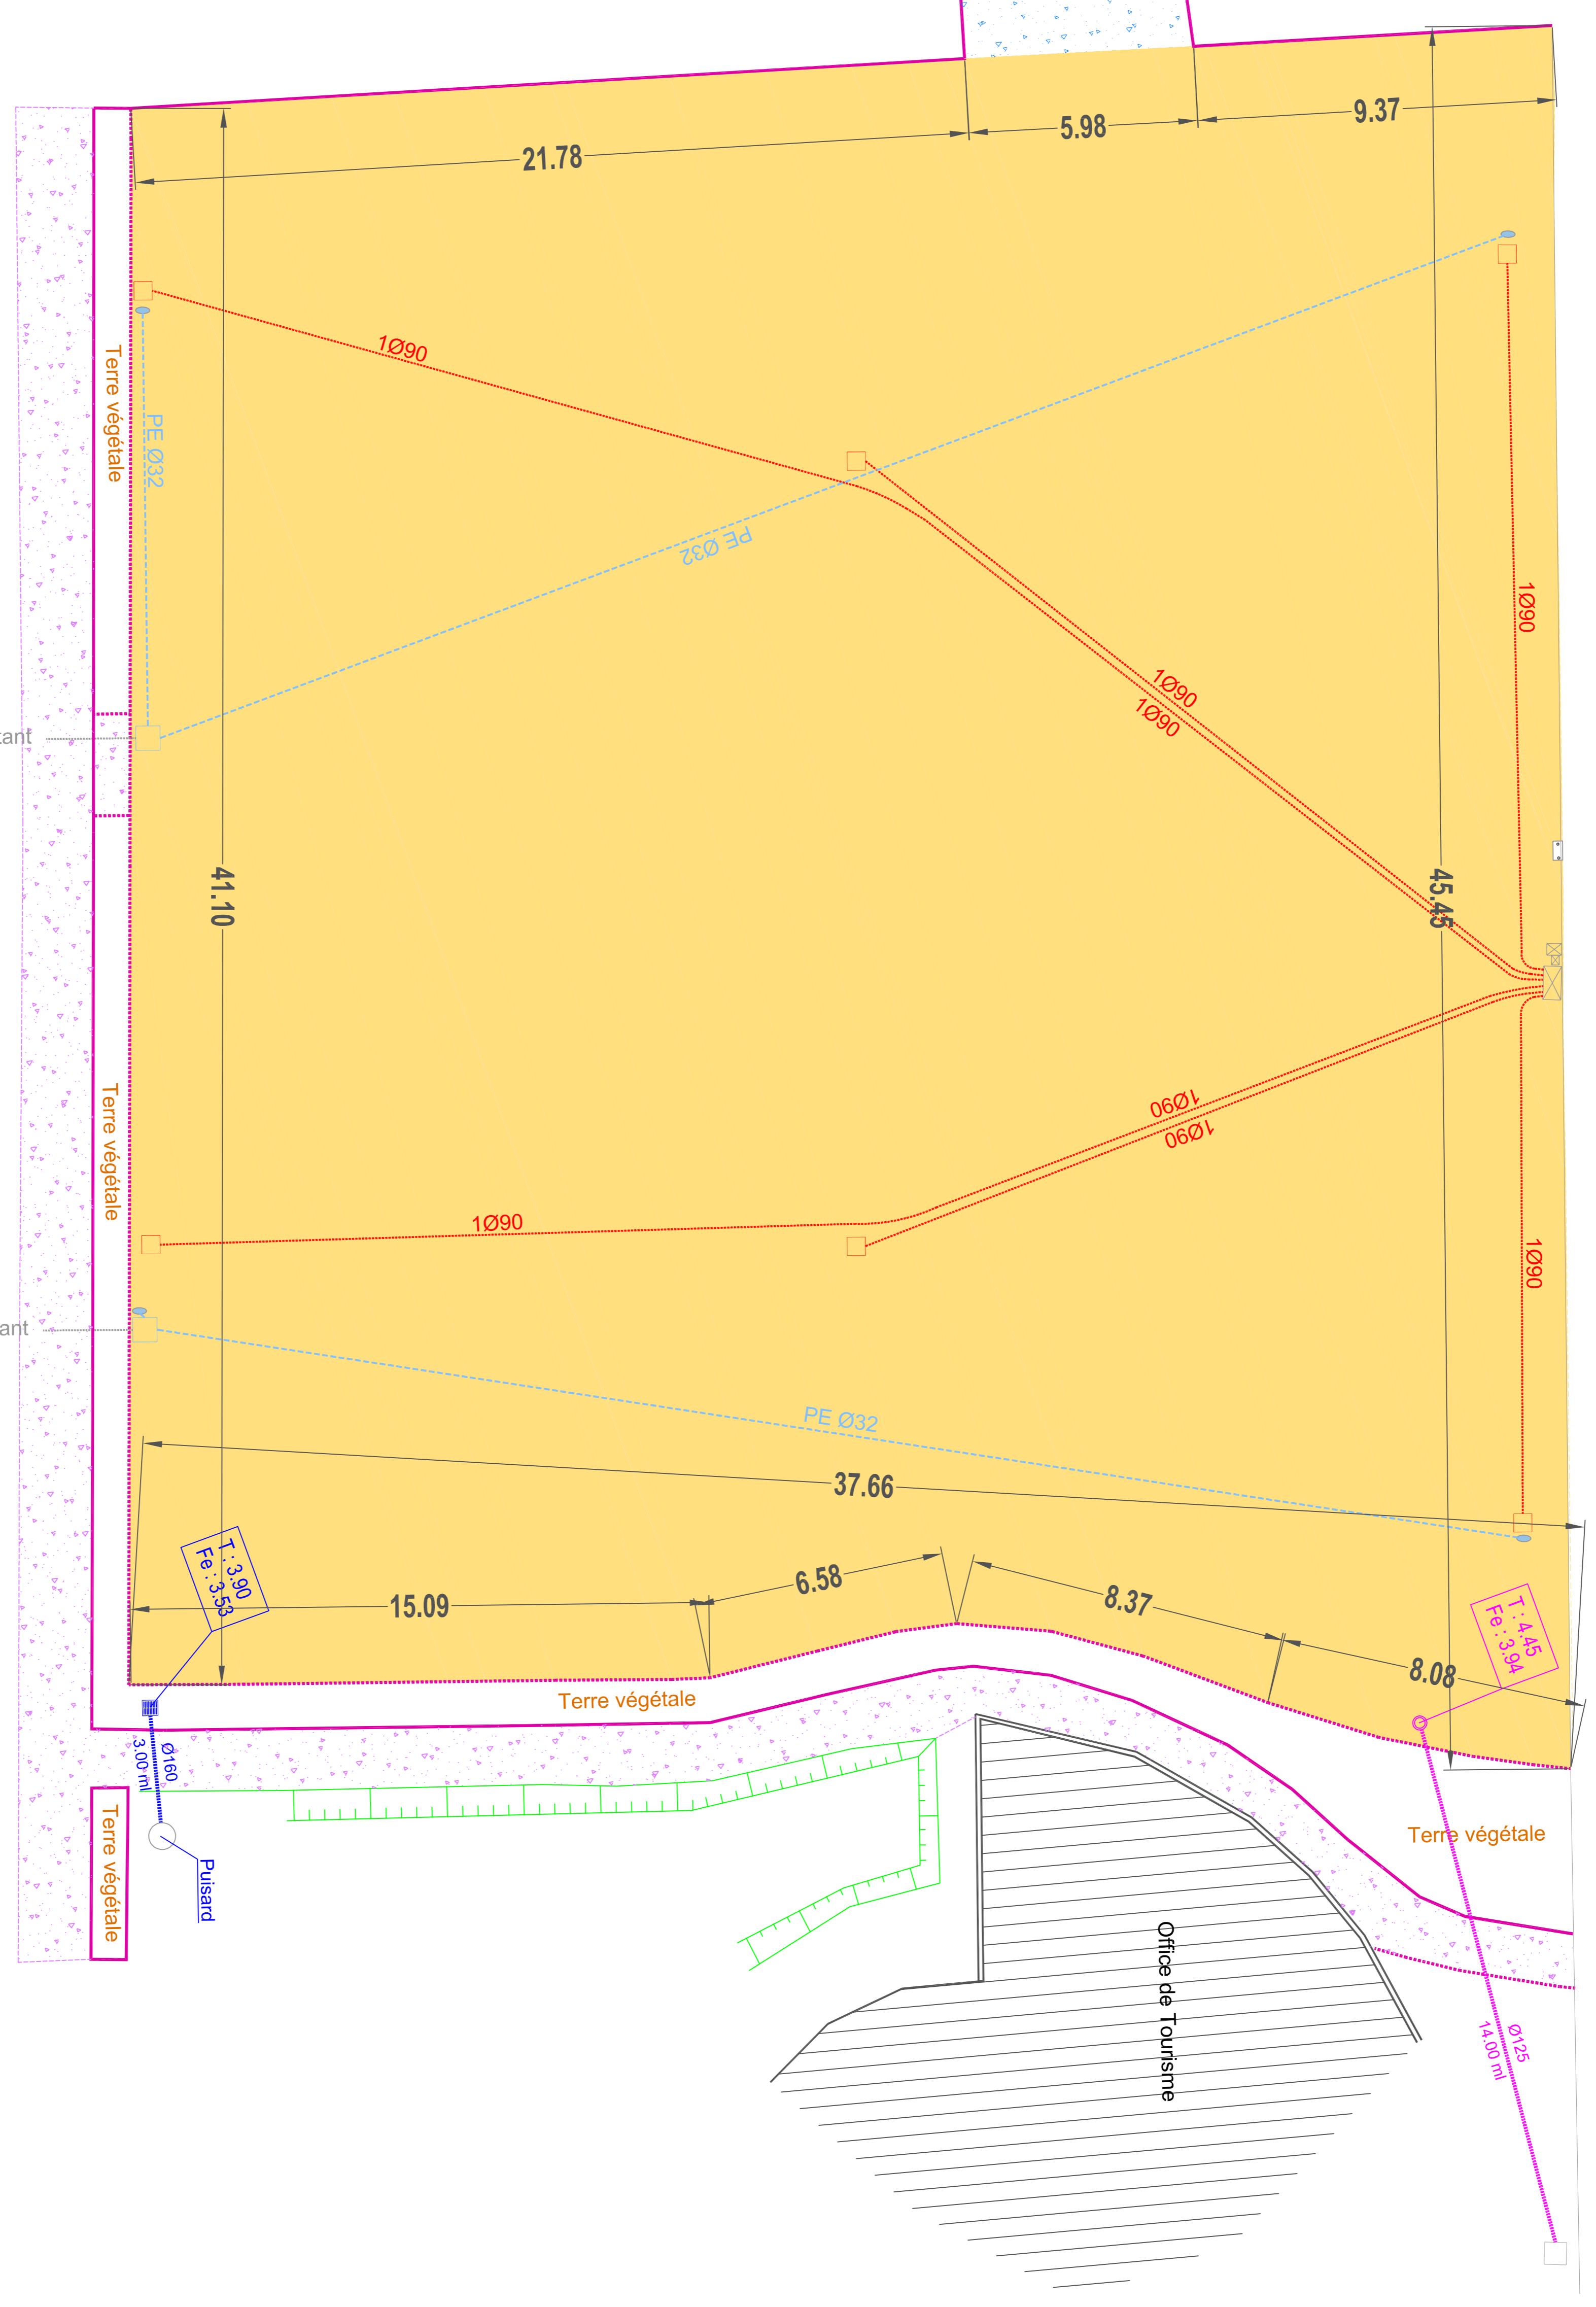 9.37
5.98
21.78
1Ø90
Terre végétale
PE Ø32
PE Ø32
1Ø90
1Ø90
1Ø90
tant
41.10
45.45
1Ø90
1Ø90
Terre végétale
1Ø90
1Ø90
ant
PE Ø32
37.66
T : 3.90
Fe : 3.53
6.58
15.09
8.37
T : 4.45
Fe : 3.94
8.08
Terre végétale
Ø160
3.00 ml
Terre végétale
Terre végétale
Puisard
Office de Tourisme
Ø125
14.00 ml